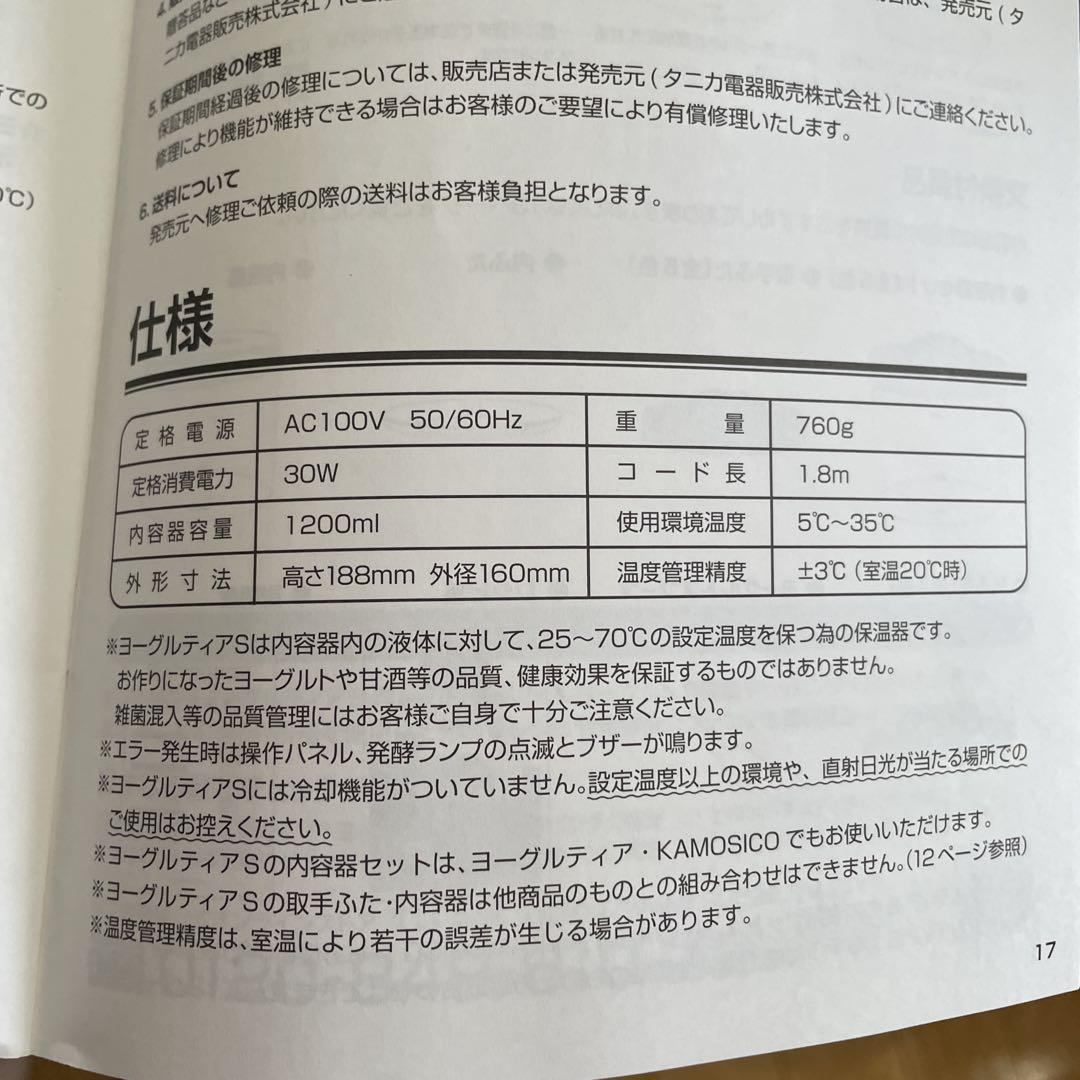 行での
0℃)
贈答品など
合は、発売元(タ
ニカ電器販売株式会社)にご
5. 保証期間後の修理
保証期間経過後の修理については、販売店または発売元(タニカ電器販売株式会社)にご連絡ください。
修理により機能が維持できる場合はお客様のご要望により有償修理いたします。
6. 送料について
発売元へ修理ご依頼の際の送料はお客様負担となります。
仕様
定格電源 AC100V 50/60Hz 重量 760g
定格消費電力 30W コード長 1.8m
内容器容量 1200ml 使用環境温度 5℃〜35℃
外形寸法 高さ188mm 外径160mm 温度管理精度 ±3℃(室温20℃時)
※ヨーグルティアSは内容器内の液体に対して、25〜70℃の設定温度を保つ為の保温器です。
お作りになったヨーグルトや甘酒等の品質、健康効果を保証するものではありません。
雑菌混入等の品質管理にはお客様ご自身で十分ご注意ください。
※エラー発生時は操作パネル、発酵ランプの点滅とブザーが鳴ります。
※ヨーグルティアSには冷却機能がついていません。設定温度以上の環境や、直射日光が当たる場所での
ご使用はお控えください。
※ヨーグルティアSの内容器セットは、ヨーグルティア・KAMOSICOでもお使いいただけます。
※ヨーグルティアSの取手ふた・内容器は他商品のものとの組み合わせはできません。(12ページ参照)
※温度管理精度は、室温により若干の誤差が生じる場合があります。
17